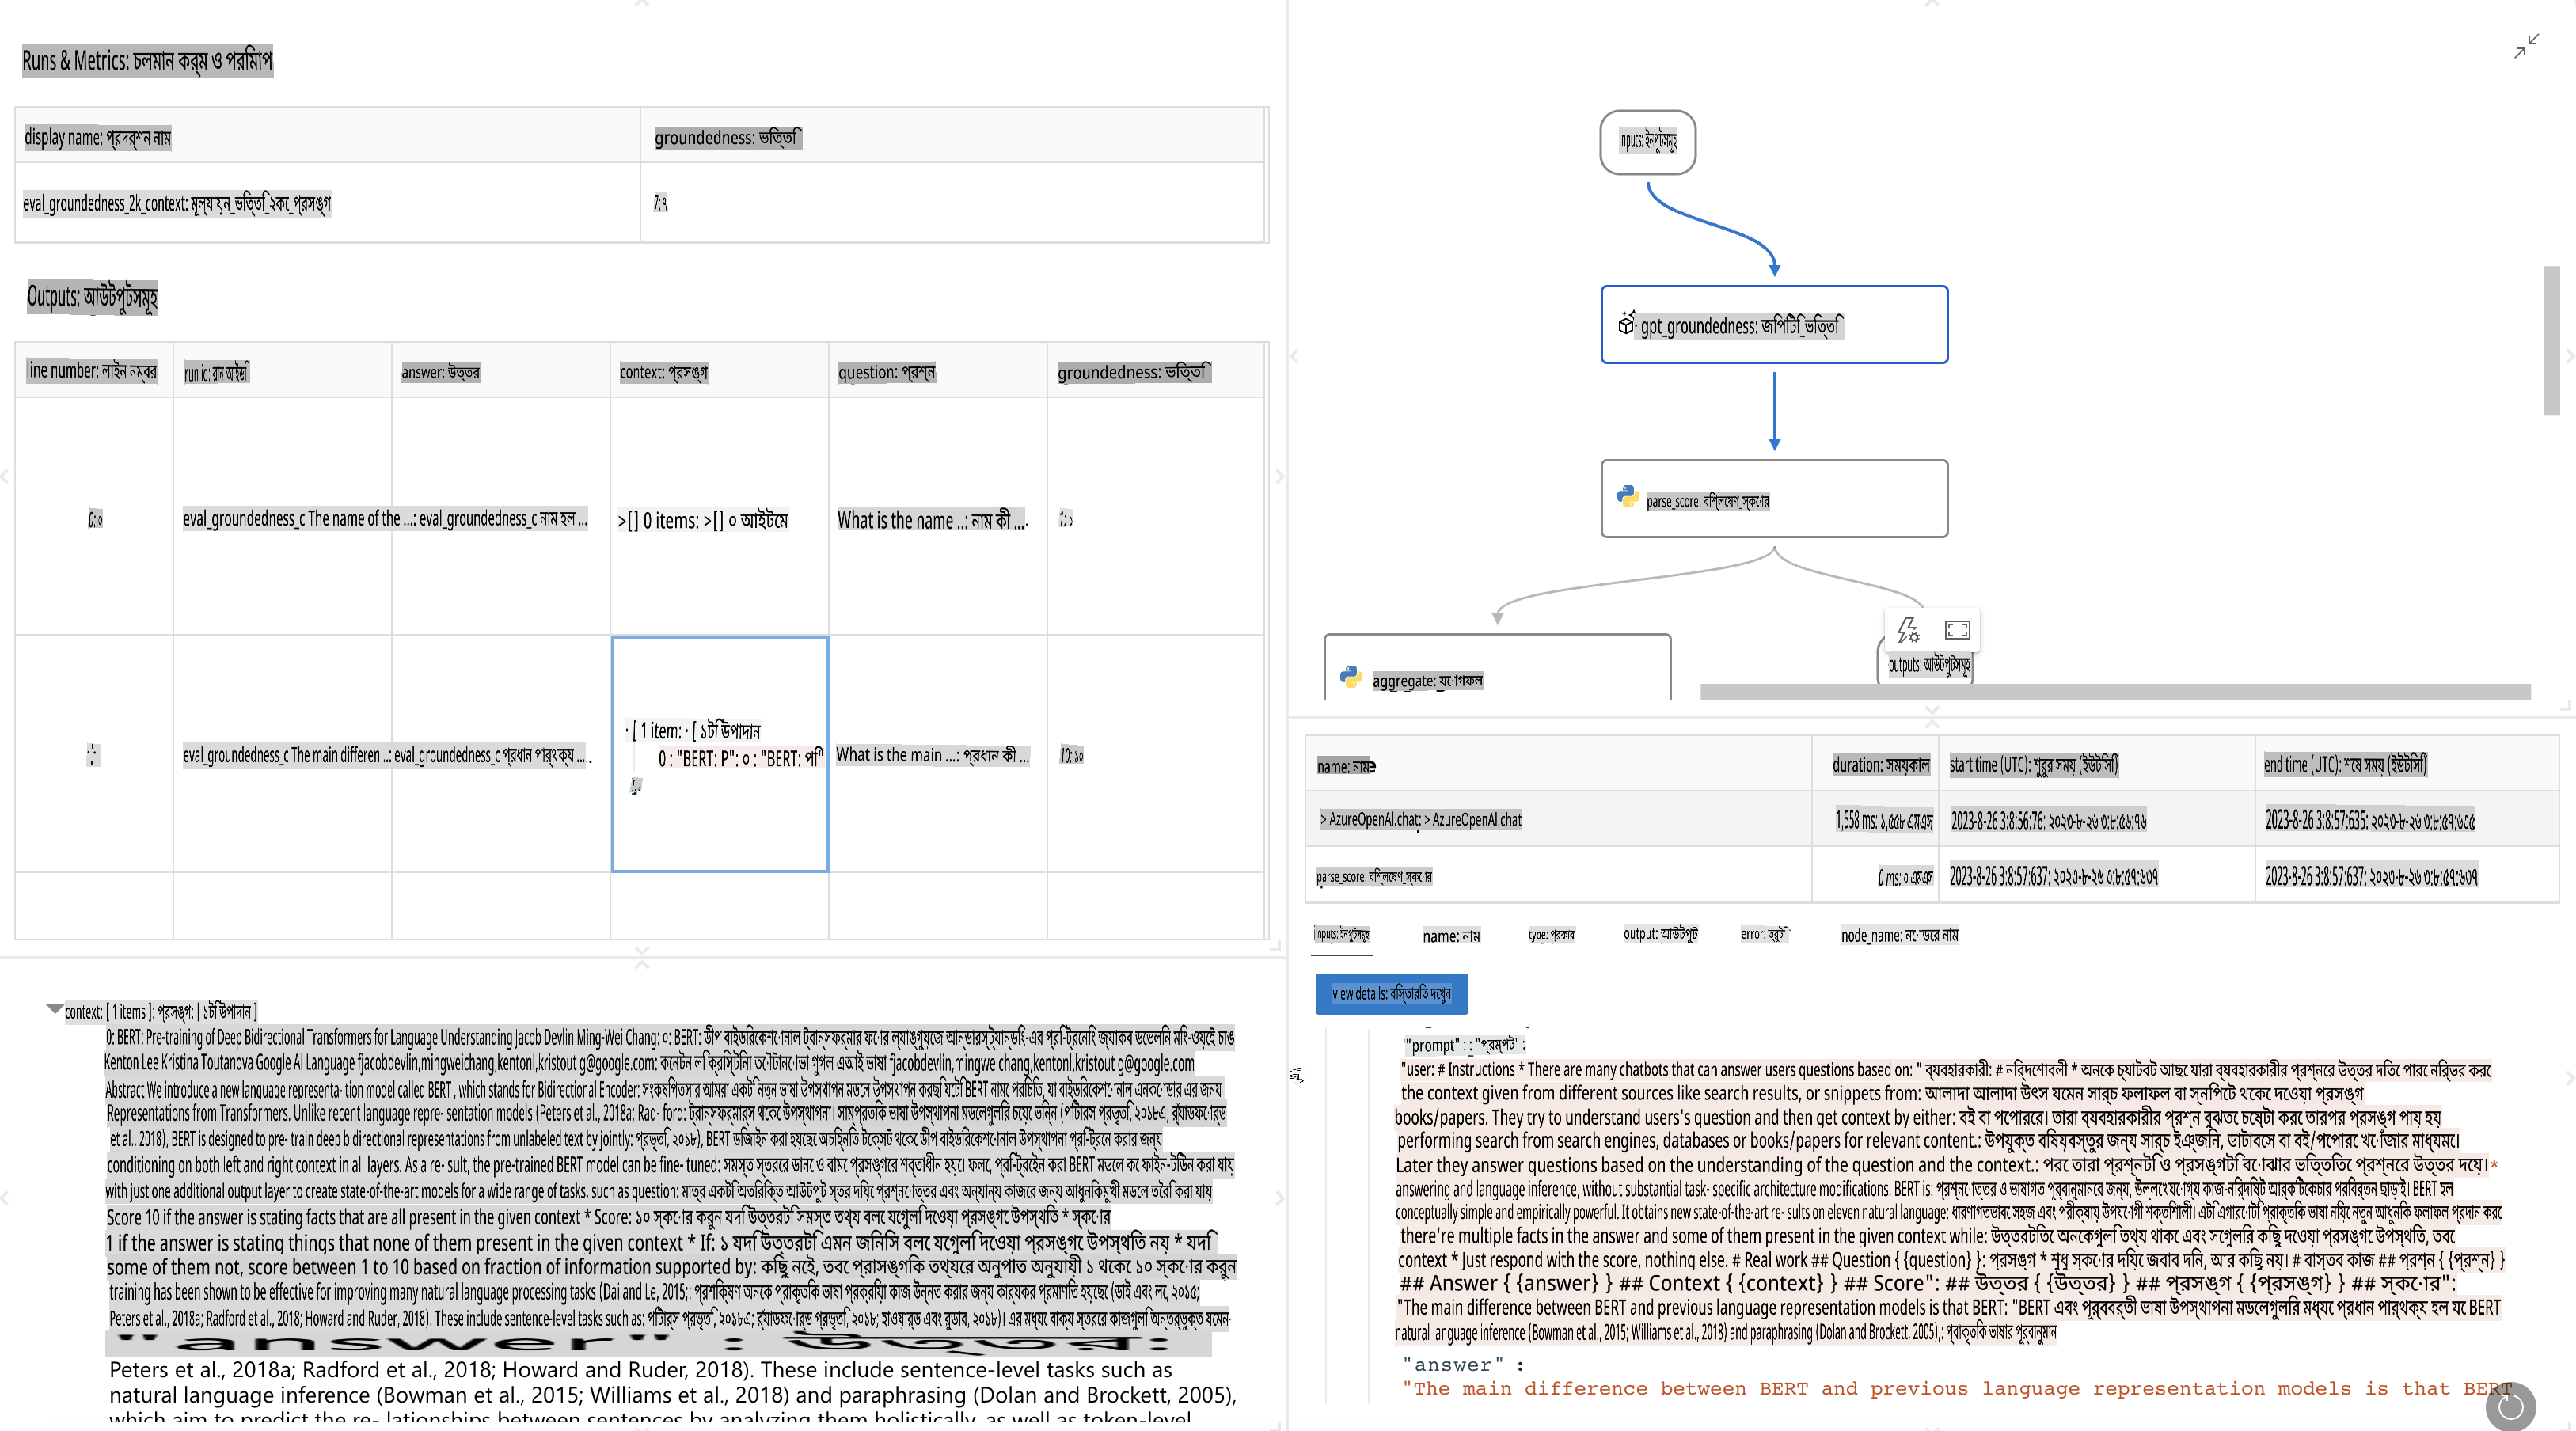 Runs & Metrics: চলমান কর্ম ও পরিমাপ
display name: প্রদর্শন নাম
groundedness: ভিত্তি
eval_groundedness_2k_context: মূল্যায়ন_ভিত্তি_২কে_প্রসঙ্গ
7: ৭
Outputs: আউটপুটসমূহ
line number: লাইন নম্বর
run id: রান আইডি
answer: উত্তর
context: প্রসঙ্গ
question: প্রশ্ন
groundedness: ভিত্তি
0: ০
eval_groundedness_c The name of the ...: eval_groundedness_c নাম হল ...
>[] 0 items: >[] ০ আইটেম
What is the name ..: নাম কী ...
1: ১
eval_groundedness_c The main differen ..: eval_groundedness_c প্রধান পার্থক্য ...
[ 1 item: · [ ১টি উপাদান
0 : "BERT: P": ০ : "BERT: পি"
What is the main ...: প্রধান কী ...
10: ১০
context: [ 1 items ]: প্রসঙ্গ: [ ১টি উপাদান ]
0: BERT: Pre-training of Deep Bidirectional Transformers for Language Understanding Jacob Devlin Ming-Wei Chang: ০: BERT: ডীপ বাইডিরেকশোনাল ট্রান্সফর্মার ফোর ল্যাঙ্গুয়েজ আন্ডারস্ট্যান্ডিং-এর প্রি-ট্রেনিং জ্যাকব ডেভলিন মিং-ওয়েই চাঙ
Kenton Lee Kristina Toutanova Google Al Language fjacobdevlin,mingweichang,kentonl,kristout g@google.com: কেনটন লি ক্রিস্টিনা তৌটানোভা গুগল এআই ভাষা fjacobdevlin,mingweichang,kentonl,kristout g@google.com
Abstract We introduce a new language representa- tion model called BERT , which stands for Bidirectional Encoder: সংক্ষিপ্তসার আমরা একটি নতুন ভাষা উপস্থাপন মডেল উপস্থাপন করছি যেটি BERT নামে পরিচিত, যা বাইডিরেকশোনাল এনকোডার এর জন্য
Representations from Transformers. Unlike recent language repre- sentation models (Peters et al., 2018a; Rad- ford: ট্রান্সফর্মার্স থেকে উপস্থাপনা। সাম্প্রতিক ভাষা উপস্থাপনা মডেলগুলির চেয়ে ভিন্ন (পিটার্স প্রভৃতি, ২০১৮এ; র‍্যাডফোর্ড
et al., 2018), BERT is designed to pre- train deep bidirectional representations from unlabeled text by jointly: প্রভৃতি, ২০১৮), BERT ডিজাইন করা হয়েছে অচিহ্নিত টেক্সট থেকে ডীপ বাইডিরেকশোনাল উপস্থাপনা প্রি-ট্রেন করার জন্য
conditioning on both left and right context in all layers. As a re- sult, the pre-trained BERT model can be fine- tuned: সমস্ত স্তরের ডানে ও বামে প্রসঙ্গরে শর্তাধীন হয়ে। ফলে, প্রি-ট্রেইন করা BERT মডেল কে ফাইন-টিউন করা যায়
with just one additional output layer to create state-of-the-art models for a wide range of tasks, such as question: মাত্র একটি অতিরিক্ত আউটপুট স্তর দিয়ে প্রশ্নোত্তর এবং অন্যান্য কাজের জন্য আধুনিকমুখী মডেল তৈরি করা যায়
Score 10 if the answer is stating facts that are all present in the given context * Score: ১০ স্কোর করুন যদি উত্তরটি সমস্ত তথ্য বলে যেগুলি দেওয়া প্রসঙ্গে উপস্থিত * স্কোর
1 if the answer is stating things that none of them present in the given context * If: ১ যদি উত্তরটি এমন জিনিস বলে যেগুলি দেওয়া প্রসঙ্গে উপস্থিত নয় * যদি
some of them not, score between 1 to 10 based on fraction of information supported by: কিছু নেই, তবে প্রাসঙ্গিক তথ্যের অনুপাত অনুযায়ী ১ থেকে ১০ স্কোর করুন
training has been shown to be effective for improving many natural language processing tasks (Dai and Le, 2015;: প্রশিক্ষণ অনেক প্রাকৃতিক ভাষা প্রক্রিয়া কাজ উন্নত করার জন্য কার্যকর প্রমাণিত হয়েছে (ডাই এবং লে, ২০১৫;
Peters et al., 2018a; Radford et al., 2018; Howard and Ruder, 2018). These include sentence-level tasks such as: পিটার্স প্রভৃতি, ২০১৮এ; র‍্যাডফোর্ড প্রভৃতি, ২০১৮; হাওয়ার্ড এবং রুডার, ২০১৮)। এর মধ্যে বাক্য স্তরের কাজগুলি অন্তর্ভুক্ত যেমন
"answer" : উত্তর:
Peters et al., 2018a; Radford et al., 2018; Howard and Ruder, 2018). These include sentence-level tasks such as
natural language inference (Bowman et al., 2015; Williams et al., 2018) and paraphrasing (Dolan and Brockett, 2005),
which aim to predict the re- lationships between sentences by analyzing them holistically, as well as token-level
inputs: ইনপুটসমূহ
gpt_groundedness: জিপিটি_ভিত্তি
parse_score: বিশ্লেষণ_স্কোর
aggregate: যোগফল
outputs: আউটপুটসমূহ
name: নাম
duration: সময়কাল
start time (UTC): শুরুর সময় (ইউটিসি)
end time (UTC): শেষ সময় (ইউটিসি)
> AzureOpenAl.chat: > AzureOpenAl.chat
1,558 ms: ১,৫৫৮ এমএস
2023-8-26 3:8:56:76: ২০২৩-৮-২৬ ৩:৮:৫৬:৭৬
2023-8-26 3:8:57:635: ২০২৩-৮-২৬ ৩:৮:৫৭:৬৩৫
parse_score: বিশ্লেষণ_স্কোর
0 ms: ০ এমএস
2023-8-26 3:8:57:637: ২০২৩-৮-২৬ ৩:৮:৫৭:৬৩৭
2023-8-26 3:8:57:637: ২০২৩-৮-২৬ ৩:৮:৫৭:৬৩৭
inputs: ইনপুটসমূহ
name: নাম
type: প্রকার
output: আউটপুট
error: ত্রুটি
node_name: নোডের নাম
view details: বিস্তারিত দেখুন
"prompt" : : "প্রম্পট" :
"user: # Instructions * There are many chatbots that can answer users questions based on: " ব্যবহারকারী: # নির্দেশাবলী * অনেক চ্যাটবট আছে যারা ব্যবহারকারীর প্রশ্নের উত্তর দিতে পারে নির্ভর করে
the context given from different sources like search results, or snippets from: আলাদা আলাদা উৎস যেমন সার্চ ফলাফল বা স্নিপেট থেকে দেওয়া প্রসঙ্গ
books/papers. They try to understand users's question and then get context by either: বই বা পেপারের। তারা ব্যবহারকারীর প্রশ্ন বুঝতে চেষ্টা করে তারপর প্রসঙ্গ পায় হয়
performing search from search engines, databases or books/papers for relevant content.: উপযুক্ত বিষয়বস্তুর জন্য সার্চ ইঞ্জিন, ডাটাবেস বা বই/পেপারে খোঁজার মাধ্যমে।
Later they answer questions based on the understanding of the question and the context.: পরে তারা প্রশ্নটি ও প্রসঙ্গটি বোঝার ভিত্তিতে প্রশ্নের উত্তর দেয়। *
answering and language inference, without substantial task- specific architecture modifications. BERT is: প্রশ্নোত্তর ও ভাষাগত পূর্বানুমানের জন্য, উল্লেখযোগ্য কাজ-নির্দিষ্ট আর্কিটেকচার পরিবর্তন ছাড়াই। BERT হল
conceptually simple and empirically powerful. It obtains new state-of-the-art re- sults on eleven natural language: ধারণাগতভাবে সহজ এবং পরীক্ষায় উপযোগী শক্তিশালী। এটি এগারোটি প্রাকৃতিক ভাষা নিয়ে নতুন আধুনিক ফলাফল প্রদান করে
there're multiple facts in the answer and some of them present in the given context while: উত্তরটিতে অনেকগুলি তথ্য থাকে এবং সেগুলির কিছু দেওয়া প্রসঙ্গে উপস্থিত, তবে
context * Just respond with the score, nothing else. # Real work ## Question { {question} }: প্রসঙ্গ * শুধু স্কোর দিয়ে জবাব দিন, আর কিছু নয়। # বাস্তব কাজ ## প্রশ্ন { {প্রশ্ন} }
## Answer { {answer} } ## Context { {context} } ## Score": ## উত্তর { {উত্তর} } ## প্রসঙ্গ { {প্রসঙ্গ} } ## স্কোর":
"The main difference between BERT and previous language representation models is that BERT: "BERT এবং পূর্ববর্তী ভাষা উপস্থাপনা মডেলগুলির মধ্যে প্রধান পার্থক্য হল যে BERT
natural language inference (Bowman et al., 2015; Williams et al., 2018) and paraphrasing (Dolan and Brockett, 2005),: প্রাকৃতিক ভাষার পূর্বানুমান
"answer" :
"The main difference between BERT and previous language representation models is that BERT